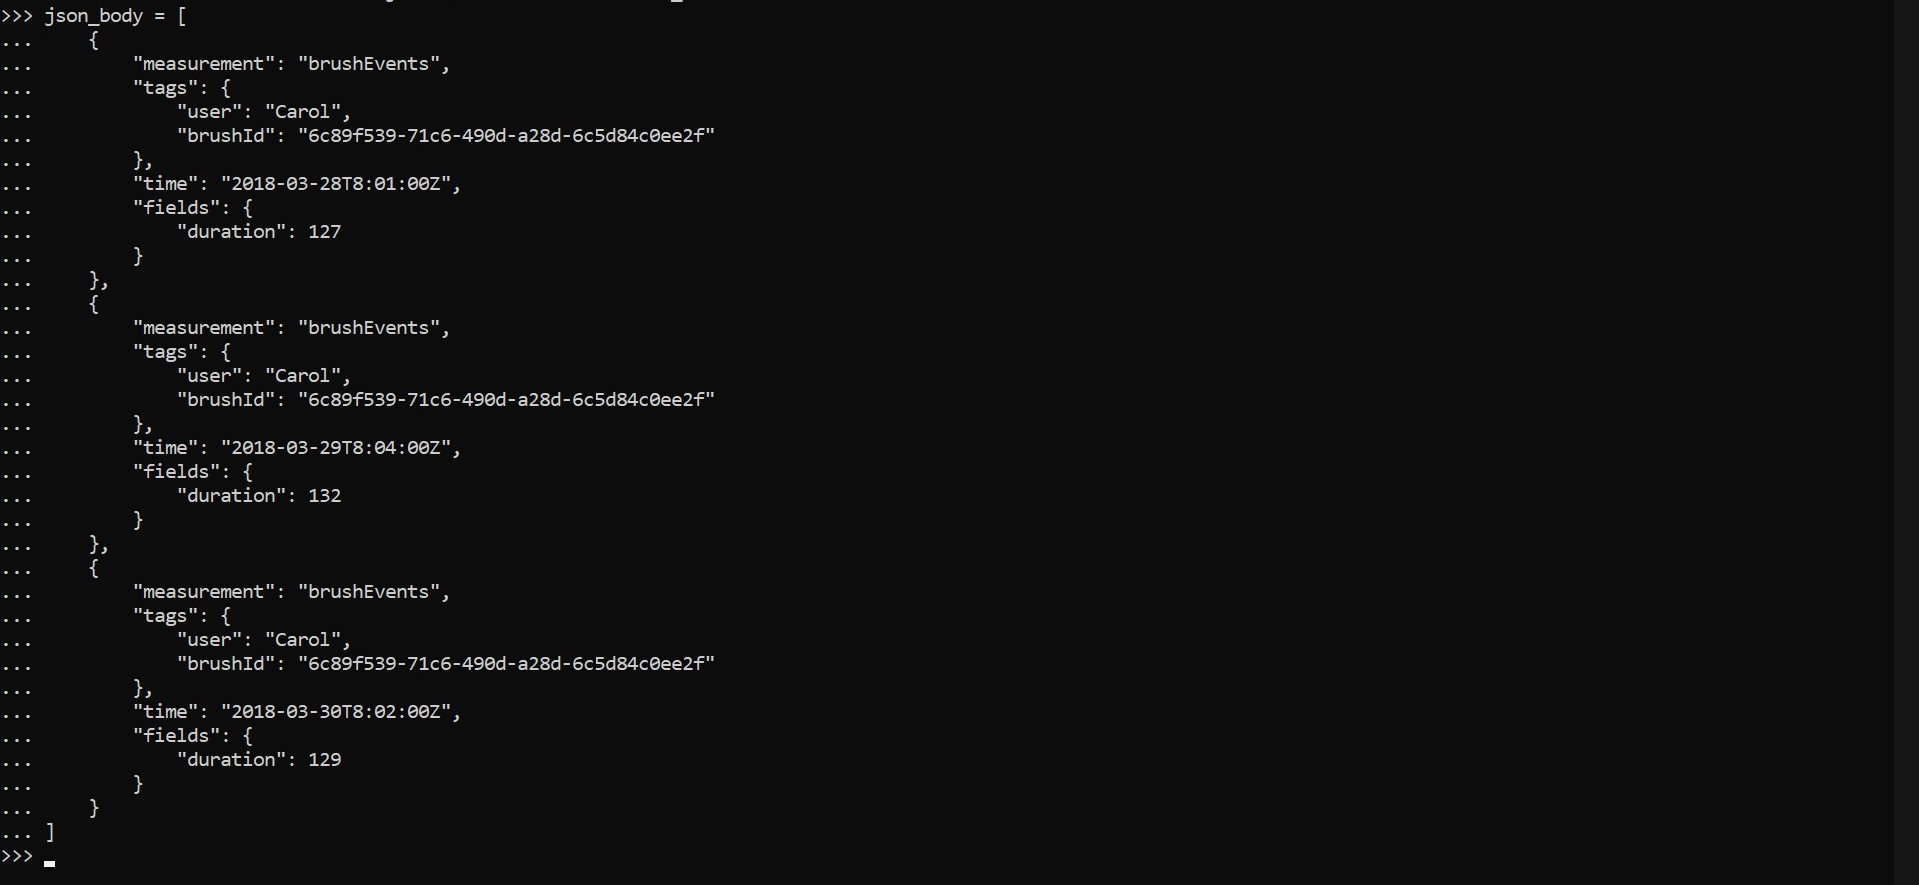 >>> json_body = [
...     {
...         "measurement": "brushEvents",
...         "tags": {
...             "user": "Carol",
...             "brushId": "6c89f539-71c6-490d-a28d-6c5d84c0ee2f"
...         },
...         "time": "2018-03-28T8:01:00Z",
...         "fields": {
...             "duration": 127
...         }
...     },
...     {
...         "measurement": "brushEvents",
...         "tags": {
...             "user": "Carol",
...             "brushId": "6c89f539-71c6-490d-a28d-6c5d84c0ee2f"
...         },
...         "time": "2018-03-29T8:04:00Z",
...         "fields": {
...             "duration": 132
...         }
...     },
...     {
...         "measurement": "brushEvents",
...         "tags": {
...             "user": "Carol",
...             "brushId": "6c89f539-71c6-490d-a28d-6c5d84c0ee2f"
...         },
...         "time": "2018-03-30T8:02:00Z",
...         "fields": {
...             "duration": 129
...         }
...     }
... ]
>>>